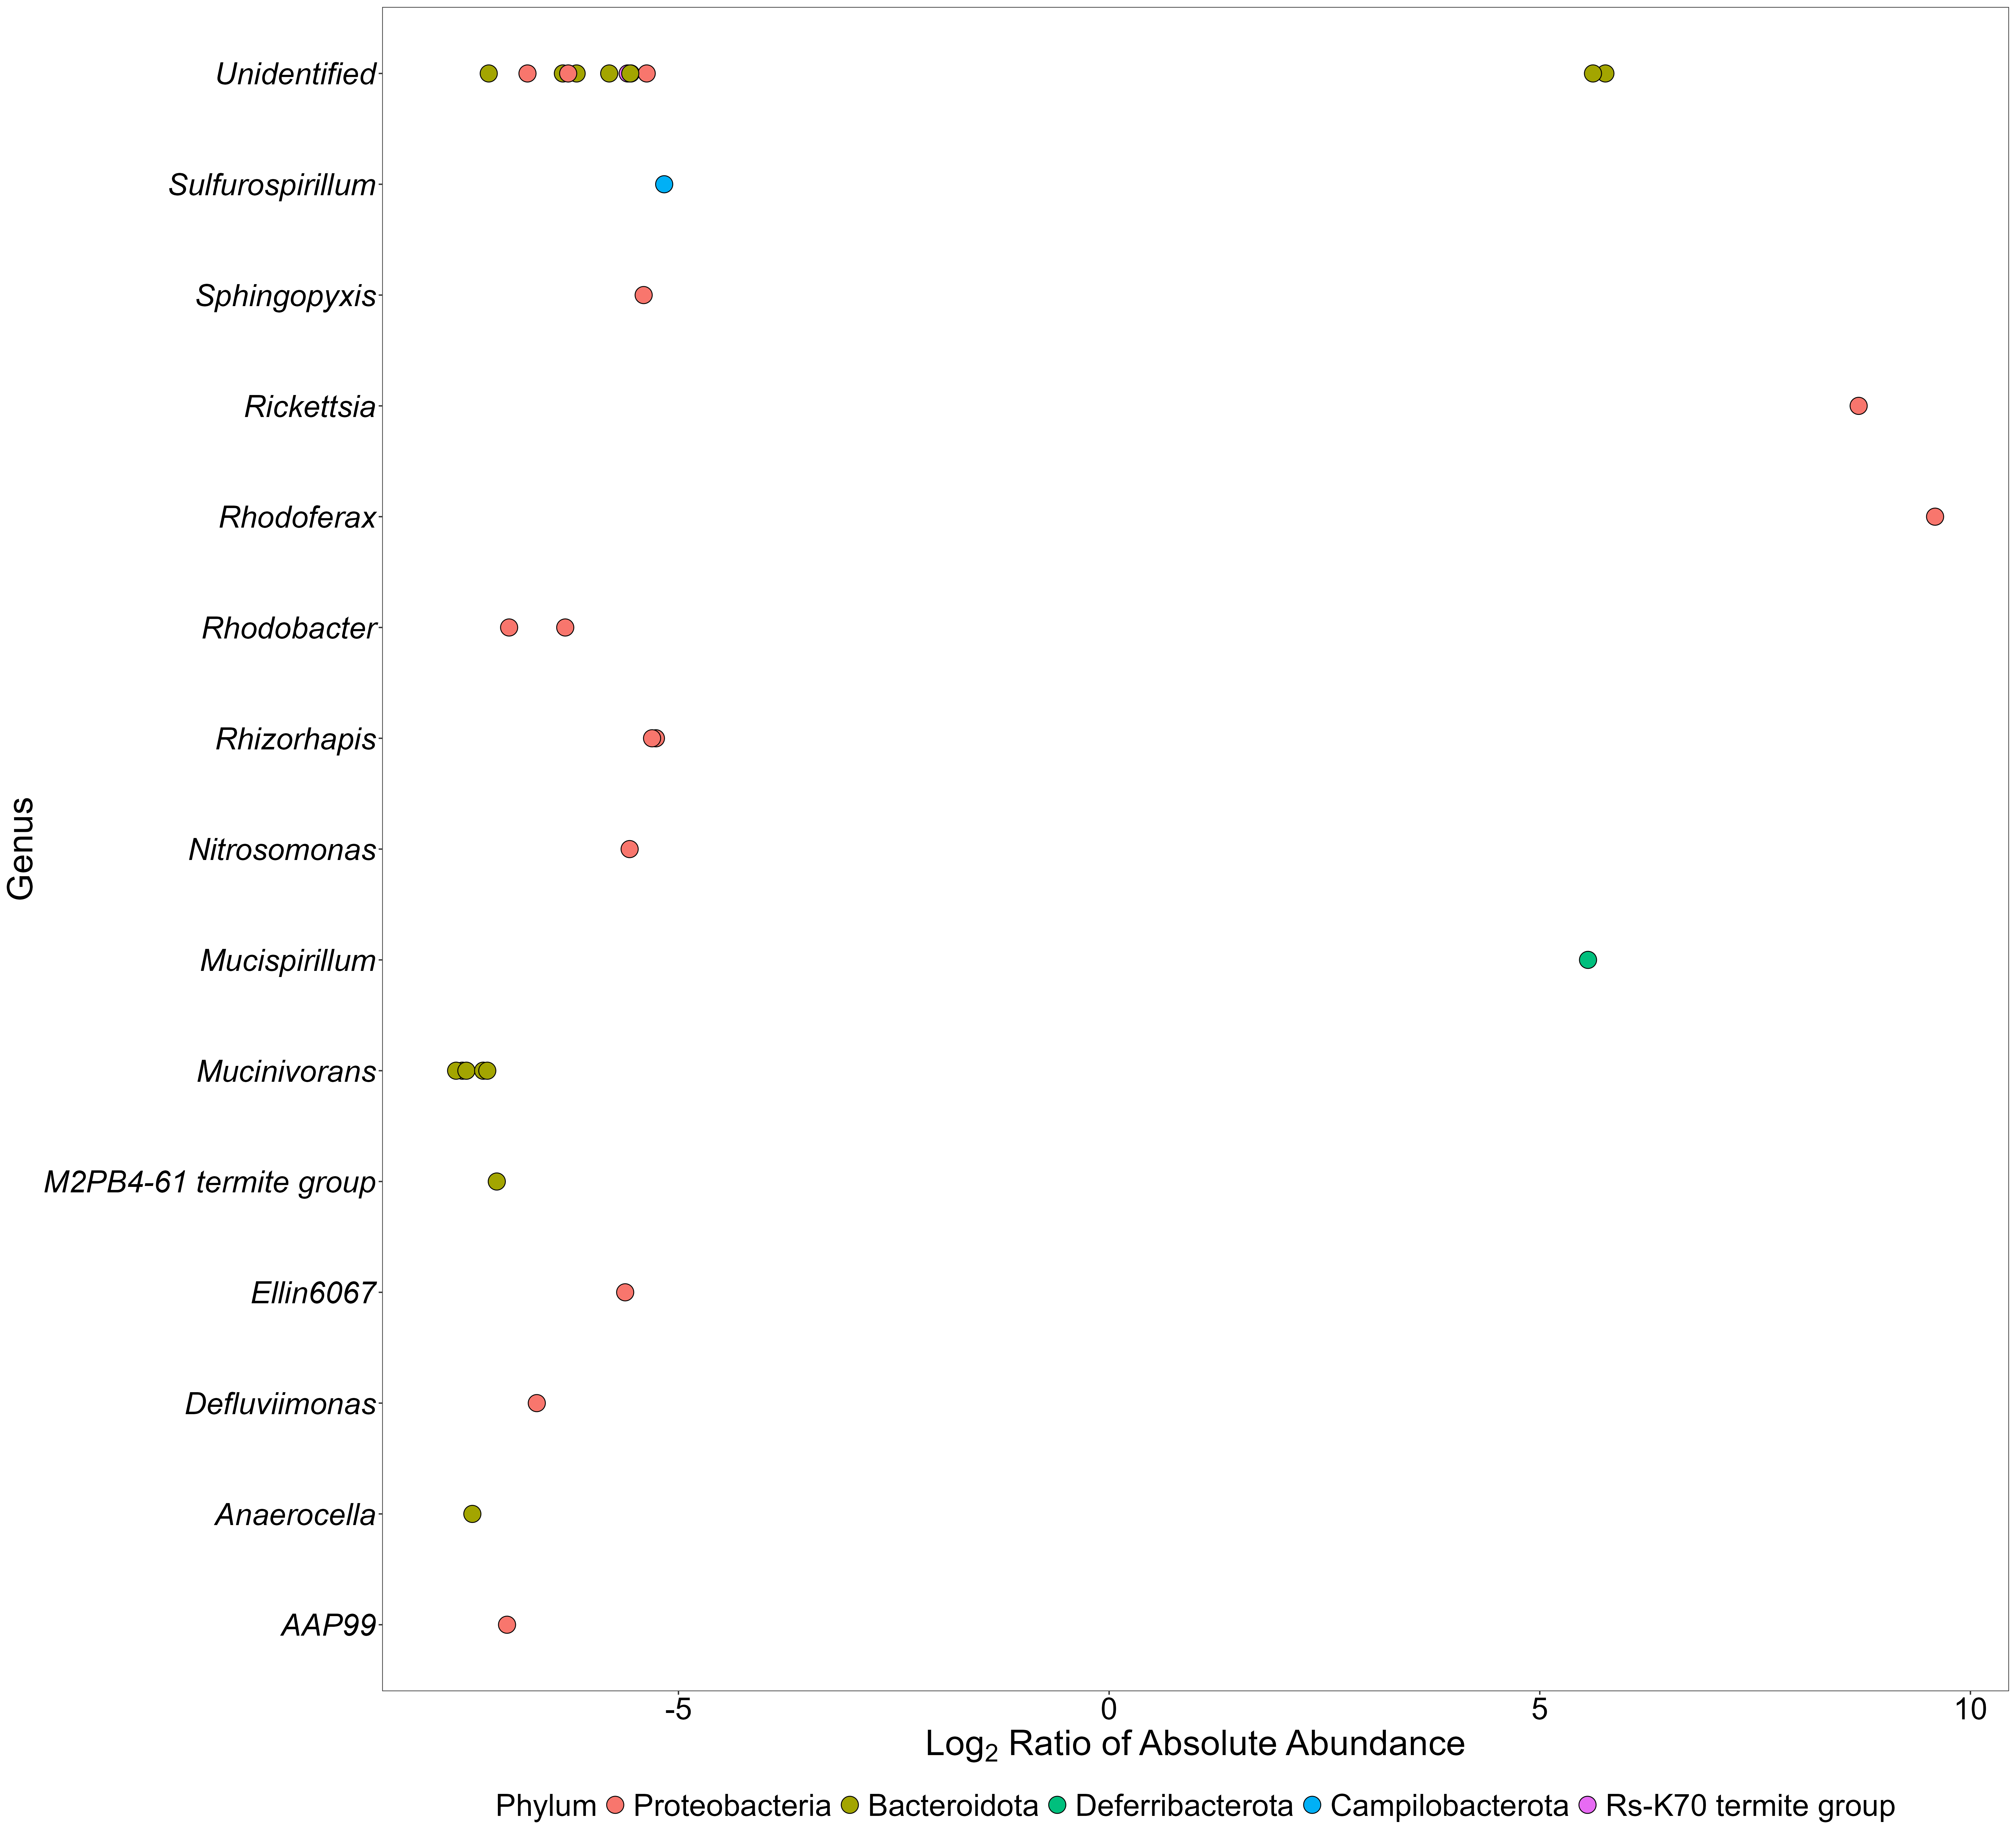 Unidentified
Sulfurospirillum
Sphingopyxis
Rickettsia
Rhodoferax
Rhodobacter
Rhizorhapis
Nitrosomonas
Mucispirillum
Mucinivorans
M2PB4-61 termite group
Ellin6067
Defluviimonas
Anaerocella
AAP99
Genus
-5 0 5 10
Log2 Ratio of Absolute Abundance
Phylum Proteobacteria Bacteroidota Deferribacterota Campilobacterota Rs-K70 termite group